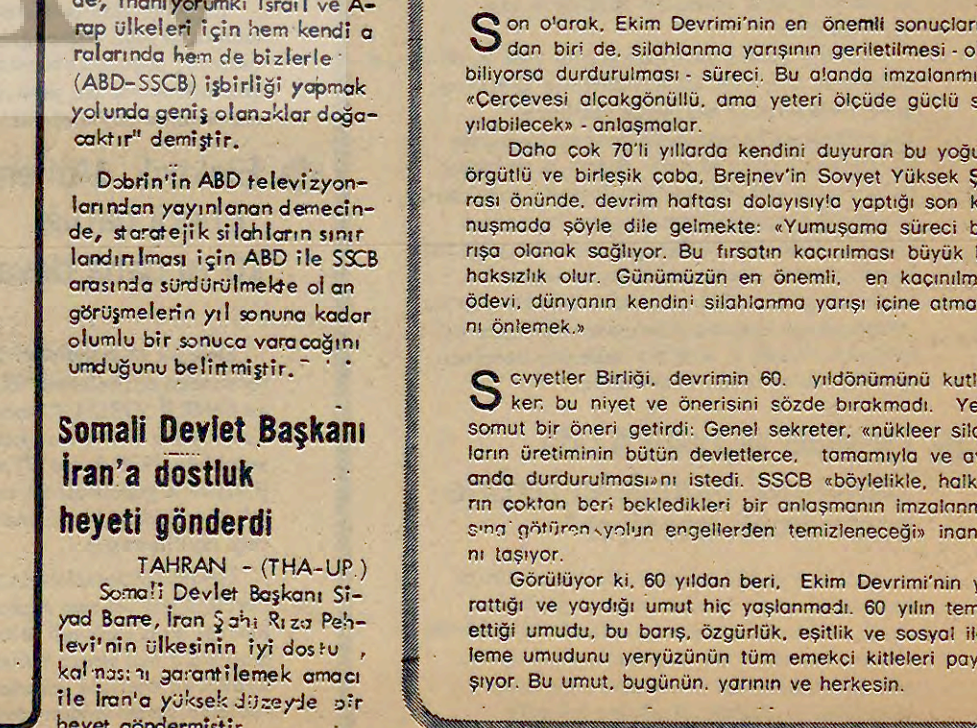 de, inanıyorumki İsrail ve A-
rap ülkeleri için hem kendi a
ralarında hem de bizlerle
(ABD-SSCB) işbirliği yapmak
yolunda geniş olanaklar doğa-
caktır" demiştir.
Dobrin'in ABD televizyon-
larından yayınlanan demecin-
de, staratejik silahların sınır
landırılması için ABD ile SSCB
arasında sürdürülmekte ol an
görüşmelerin yıl sonuna kadar
olumlu bir sonuca varacağını
umduğunu belirtmiştir.
Somali Devlet Başkanı
İran'a dostluk
heyeti gönderdi
TAHRAN - (THA-UP.)
Somali Devlet Başkanı Si-
yad Barre, İran Şahı Rıza Peh-
levi'nin ülkesinin iyi dostu ,
kalması nı garantilemek amacı
ile İran'a yüksek düzeyde bir
heyet göndermiştir
Son o'arak, Ekim Devrimi'nin en önemli sonuçlar
dan biri de, silahlanma yarışının geriletilmesi - o
biliyorsa durdurulması - süreci. Bu alanda imzalanmı
«Çerçevesi alçakgönüllü, ama yeteri ölçüde güçlü s
yılabilecek» - anlaşmalar.
Daha çok 70'li yıllarda kendini duyuran bu yoğu
örgütlü ve birleşik çaba, Brejnev'in Sovyet Yüksek Ş
rası önünde, devrim haftası dolayısıyla yaptığı son k
nuşmada şöyle dile gelmekte: «Yumuşama süreci b
rışa olanak sağlıyor. Bu fırsatın kaçırılması büyük
haksızlık olur. Günümüzün en önemli, en kaçınılm
ödevi, dünyanın kendini silahlanma yarışı içine atma
nı önlemek.»
Scvyetler Birliği, devrimin 60. yıldönümünü kutl
ken bu niyet ve önerisini sözde bırakmadı. Ye
somut bir öneri getirdi: Genel sekreter, «nükleer sila
ların üretiminin bütün devletlerce, tamamıyla ve a
anda durdurulması»nı istedi. SSCB «böylelikle, halk
rın çoktan beri bekledikleri bir anlaşmanın imzalanm
sına götüren yolun engellerden temizleneceği» inan
nı taşıyor.
Görülüyor ki, 60 yıldan beri, Ekim Devrimi'nin y
rattığı ve yaydığı umut hiç yaşlanmadı. 60 yılın tem
ettiği umudu, bu barış, özgürlük, eşitlik ve sosyal il
leme umudunu yeryüzünün tüm emekçi kitleleri pay
şıyor. Bu umut, bugünün, yarının ve herkesin.